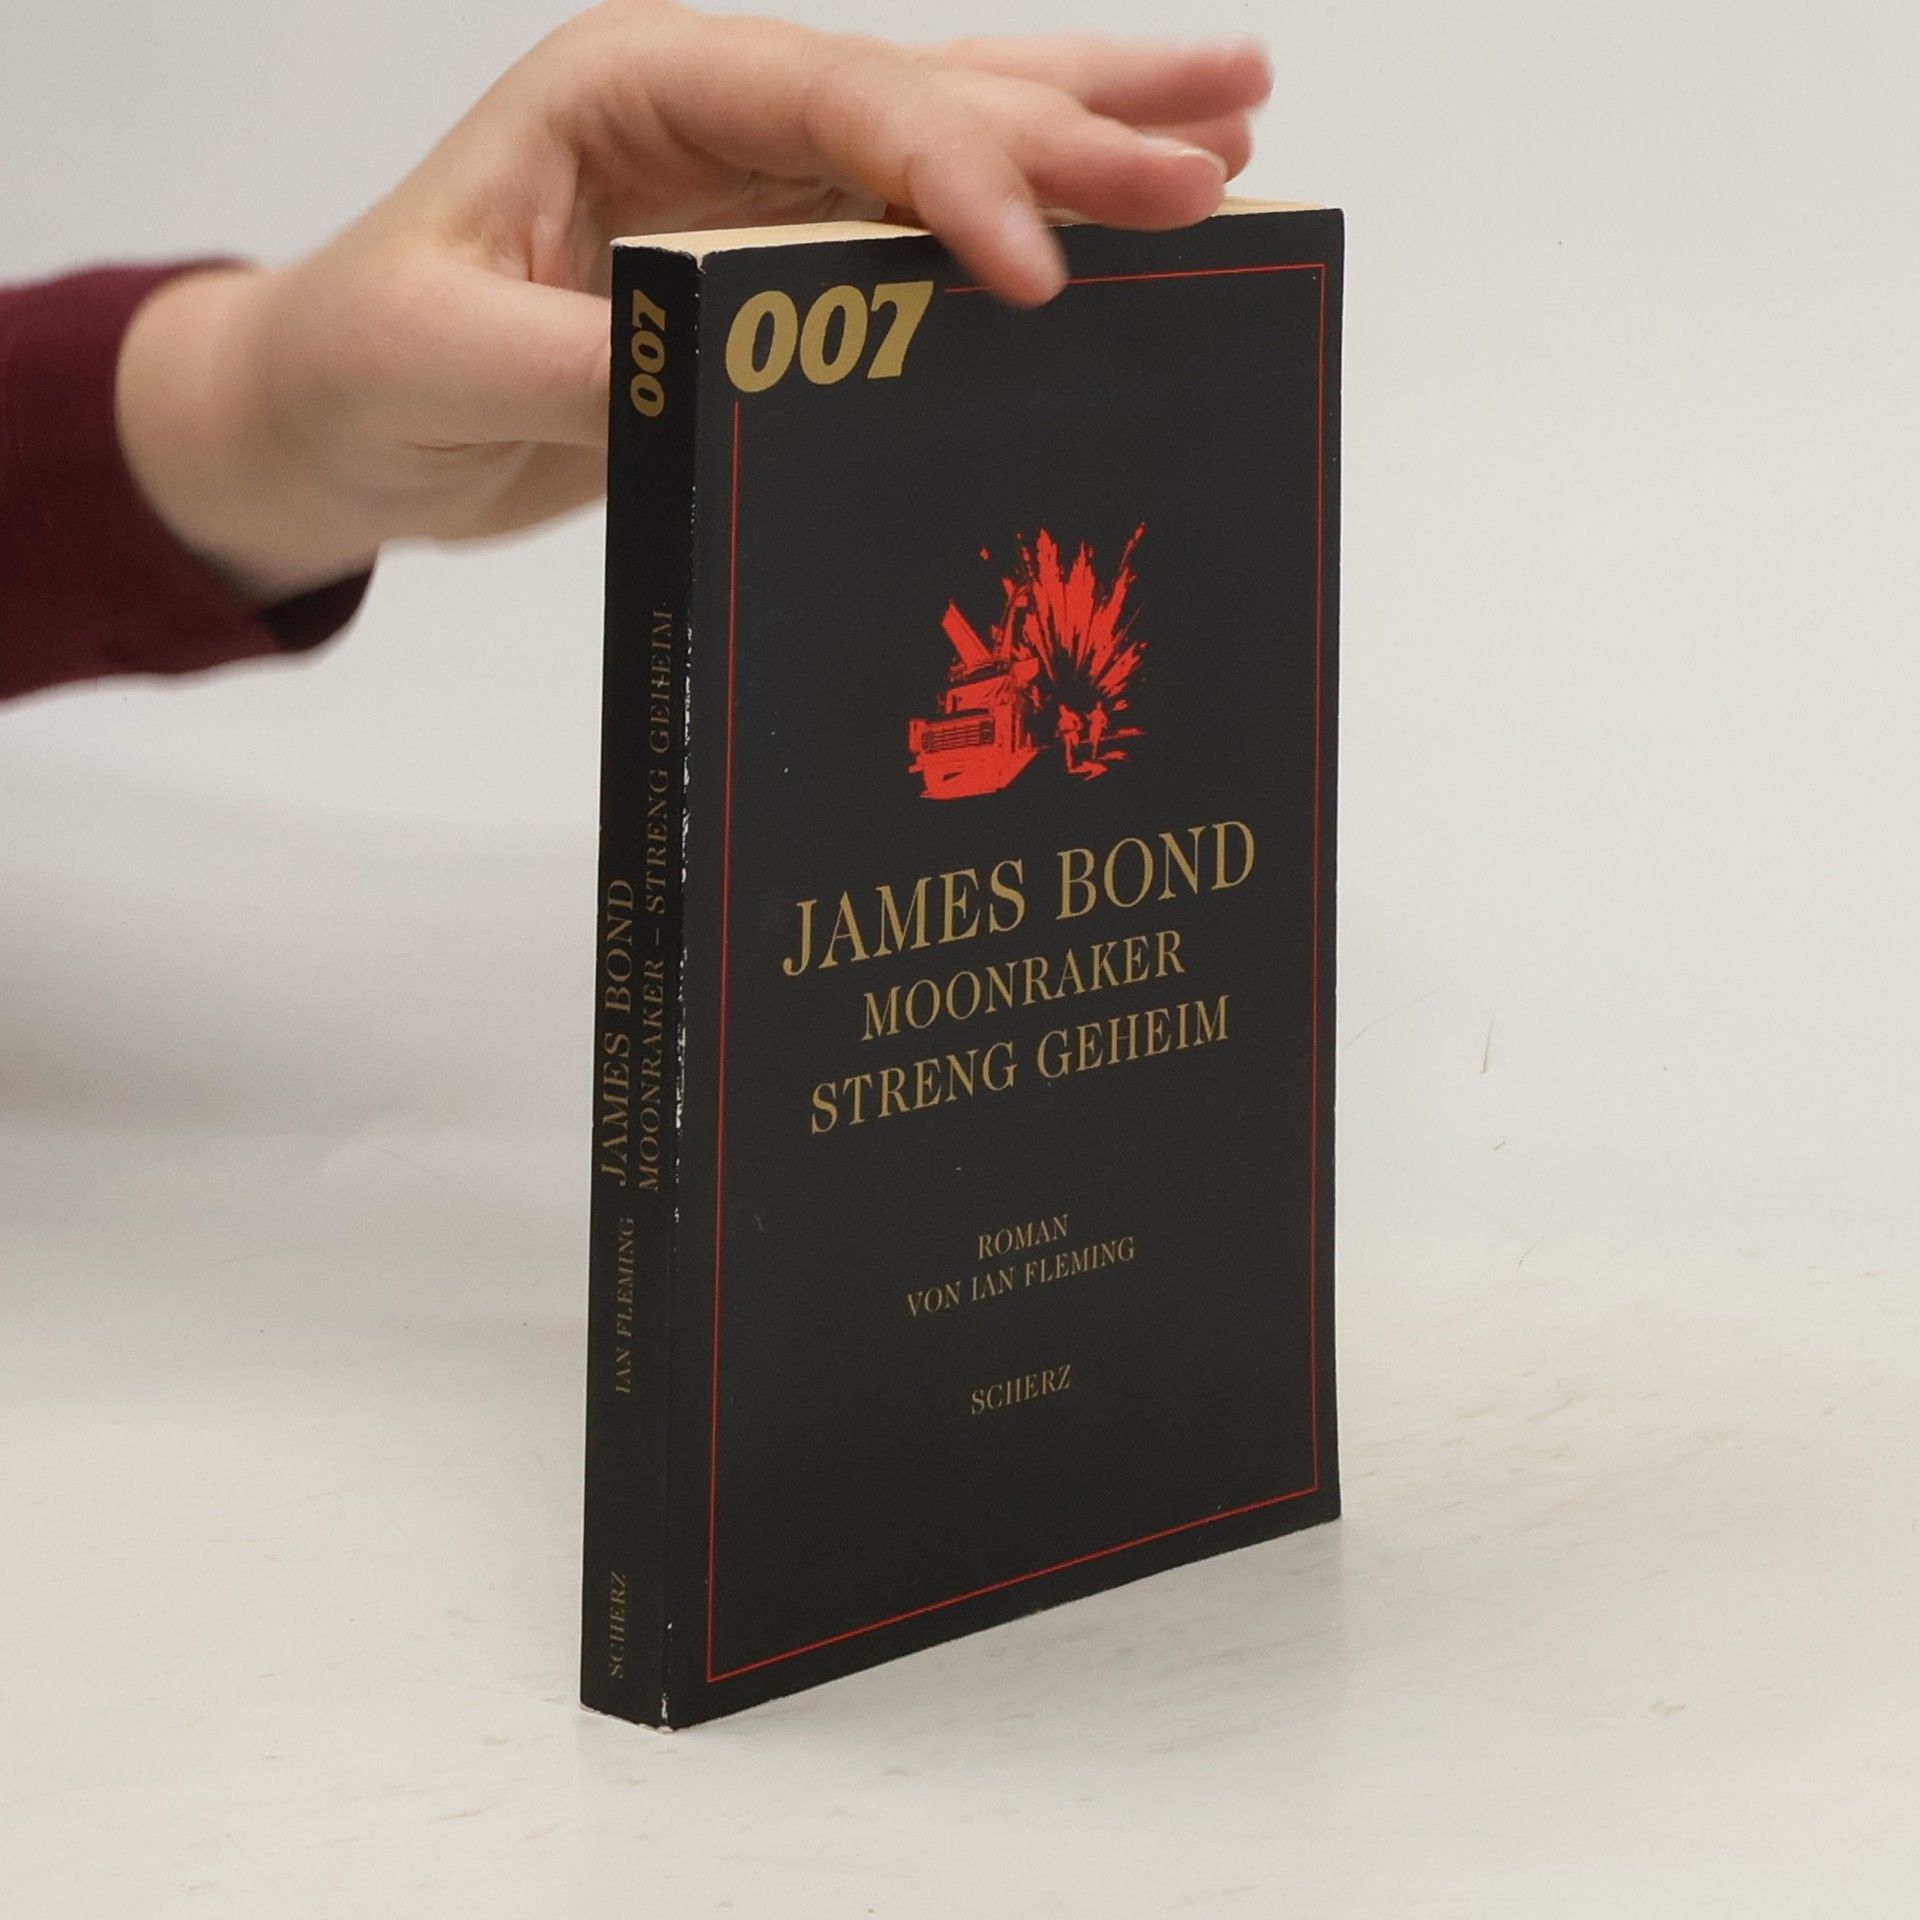 007
JAMES BOND
MOONRAKER
STRENG GEHEIM
ROMAN
VON IAN FLEMING
SCHERZ
007
IAN FLEMING JAMES BOND
MOONRAKER – STRENG GEHEIM
SCHERZ